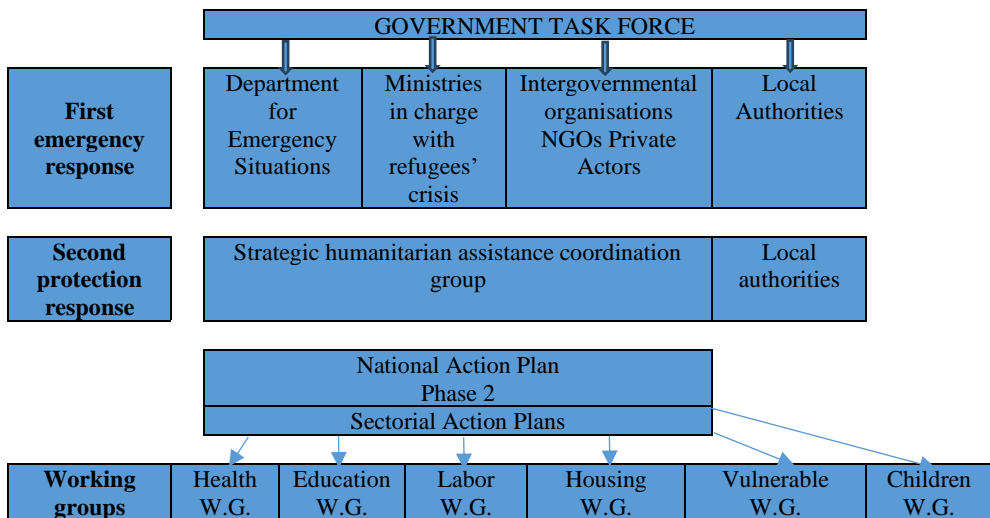 GOVERNMENT TASK FORCE
First
emergency
response
Department
for
Emergency
Situations
Ministries
in charge
with
refugees’
crisis
Intergovernmental
organisations
NGOs Private
Actors
Local
Authorities
Second
protection
response
Strategic humanitarian assistance coordination
group
Local
authorities
National Action Plan
Phase 2
Sectorial Action Plans
Working
groups
Health
W.G.
Education
W.G.
Labor
W.G.
Housing
W.G.
Vulnerable
W.G.
Children
W.G.